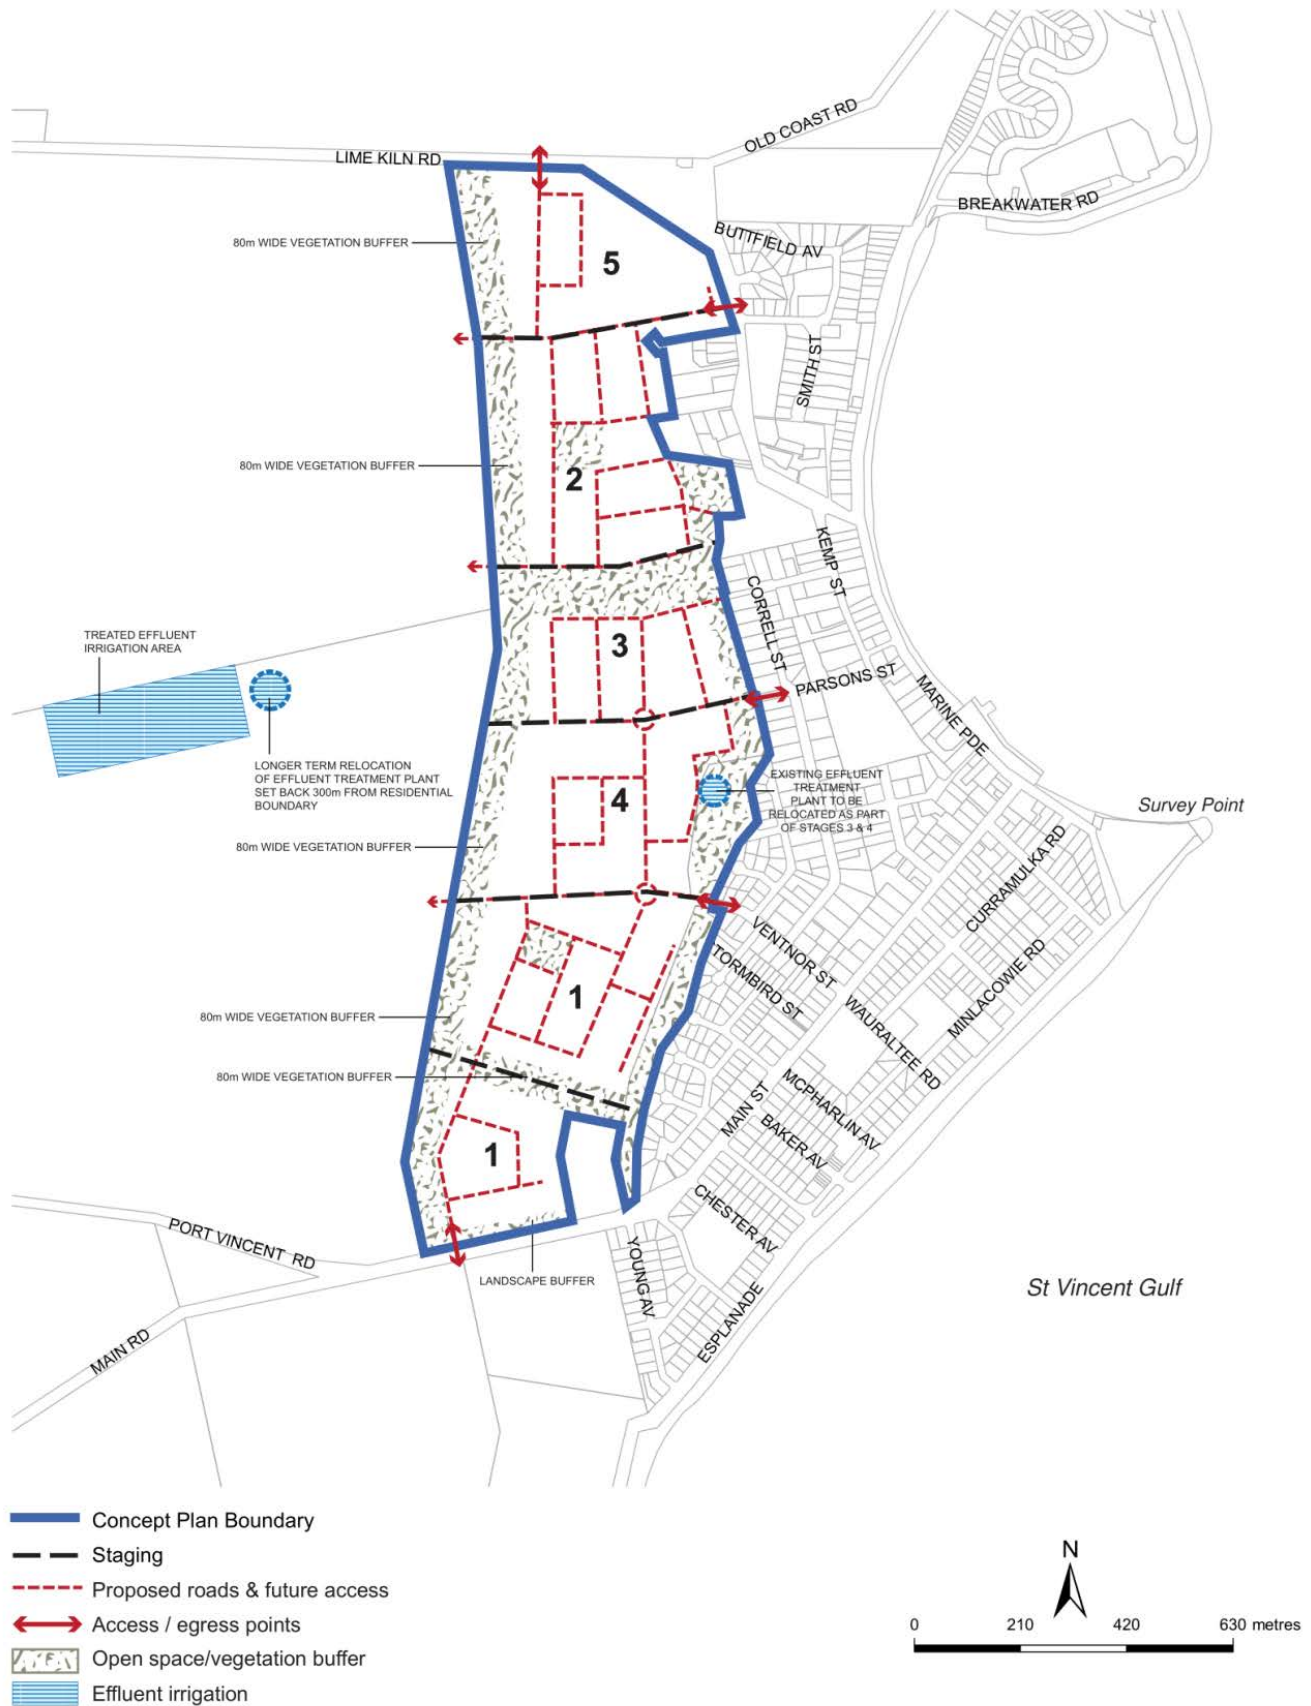 OLD COAST RD
LIME KILN RD
BREAKWATER RD
BUTTFIELD AV
80m WIDE VEGETATION BUFFER
5
SMITH ST
80m WIDE VEGETATION BUFFER
2
KEMP ST
CORRELL ST
TREATED EFFLUENT
IRRIGATION AREA
3
PARSONS ST
MARINE PDE
LONGER TERM RELOCATION
OF EFFLUENT TREATMENT PLANT
SET BACK 300m FROM RESIDENTIAL
BOUNDARY
EXISTING EFFLUENT
TREATMENT
PLANT TO BE
RELOCATED AS PART
OF STAGES 3 & 4
4
Survey Point
80m WIDE VEGETATION BUFFER
CURRAMULKA RD
VENTNOR ST
TORMBIRD ST
WAURALTEE RD
MINLACOWIE RD
1
80m WIDE VEGETATION BUFFER
80m WIDE VEGETATION BUFFER
MAIN ST
MCPHARLIN AV
BAKER AV
1
CHESTER AV
PORT VINCENT RD
YOUNG AV
LANDSCAPE BUFFER
St Vincent Gulf
ESPLANADE
MAIN RD
Concept Plan Boundary
Staging
Proposed roads & future access
Access / egress points
Open space/vegetation buffer
Effluent irrigation
N
0 210 420 630 metres